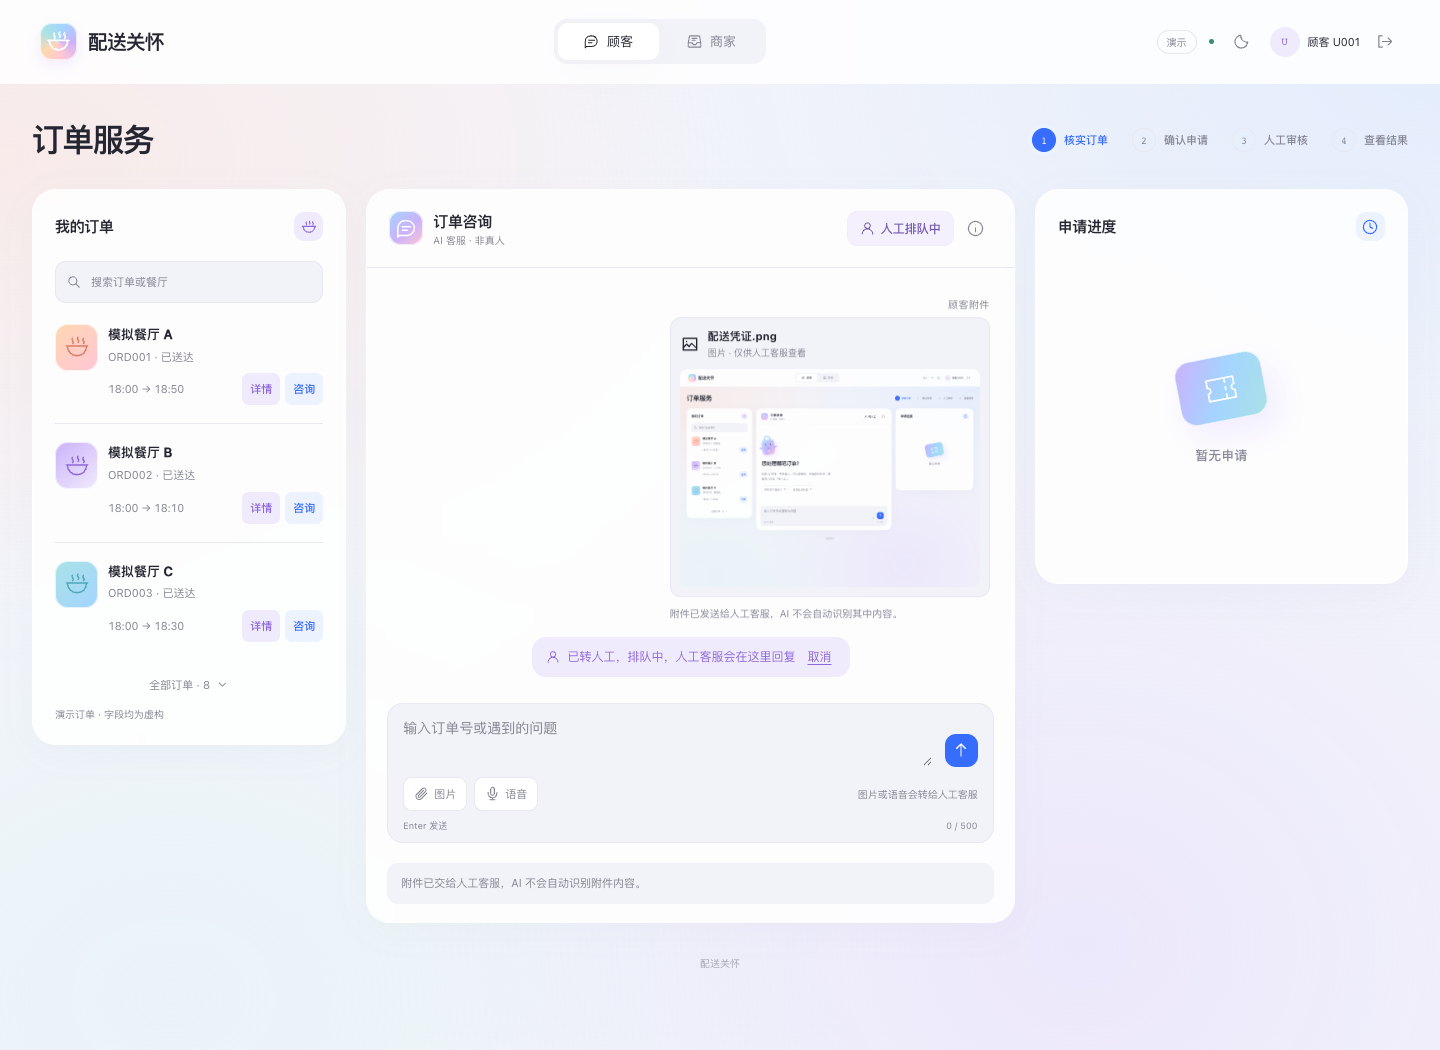 配送关怀
顾客
商家
演示
U
顾客 U001
订单服务
1 核实订单
2 确认申请
3 人工审核
4 查看结果
我的订单
搜索订单或餐厅
模拟餐厅 A
ORD001 · 已送达
18:00 → 18:50
详情
咨询
模拟餐厅 B
ORD002 · 已送达
18:00 → 18:10
详情
咨询
模拟餐厅 C
ORD003 · 已送达
18:00 → 18:30
详情
咨询
全部订单 · 8
演示订单 · 字段均为虚构
订单咨询
AI 客服 · 非真人
人工排队中
顾客附件
配送凭证.png
图片 · 仅供人工客服查看
配送关怀
订单服务
附件已发送给人工客服，AI 不会自动识别其中内容。
已转人工，排队中，人工客服会在这里回复
取消
输入订单号或遇到的问题
图片
语音
图片或语音会转给人工客服
Enter 发送
0 / 500
附件已交给人工客服，AI 不会自动识别附件内容。
申请进度
暂无申请
配送关怀